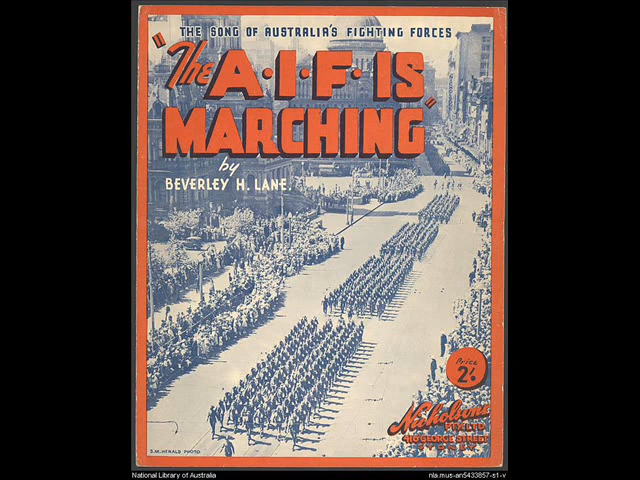 THE SONG OF AUSTRALIA'S FIGHTING FORCES
"The A·I·F·IS
MARCHING"
by
BEVERLEY H. LANE.
Price
2/-
Nicholsons
PTY. LTD.
416 GEORGE STREET
SYDNEY
S.M. HERALD PHOTO
National Library of Australia
nla.mus-an5433857-s1-v